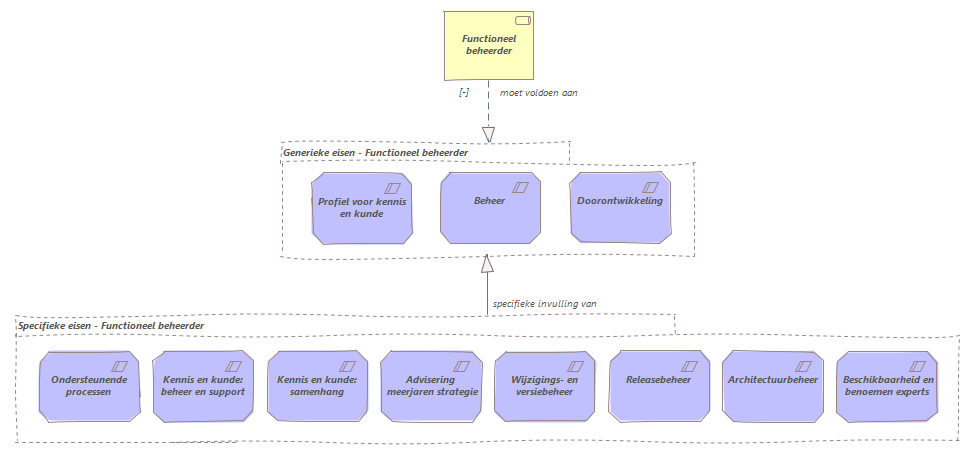 Functioneel
beheerder
[-] moet voldoen aan
Generieke eisen - Functioneel beheerder
Profiel voor kennis
en kunde
Beheer
Doorontwikkeling
specifieke invulling van
Specifieke eisen - Functioneel beheerder
Ondersteunende
processen
Kennis en kunde:
beheer en support
Kennis en kunde:
samenhang
Advisering
meerjaren strategie
Wijzigings- en
versiebeheer
Releasebeheer
Architectuurbeheer
Beschikbaarheid en
benoemen experts